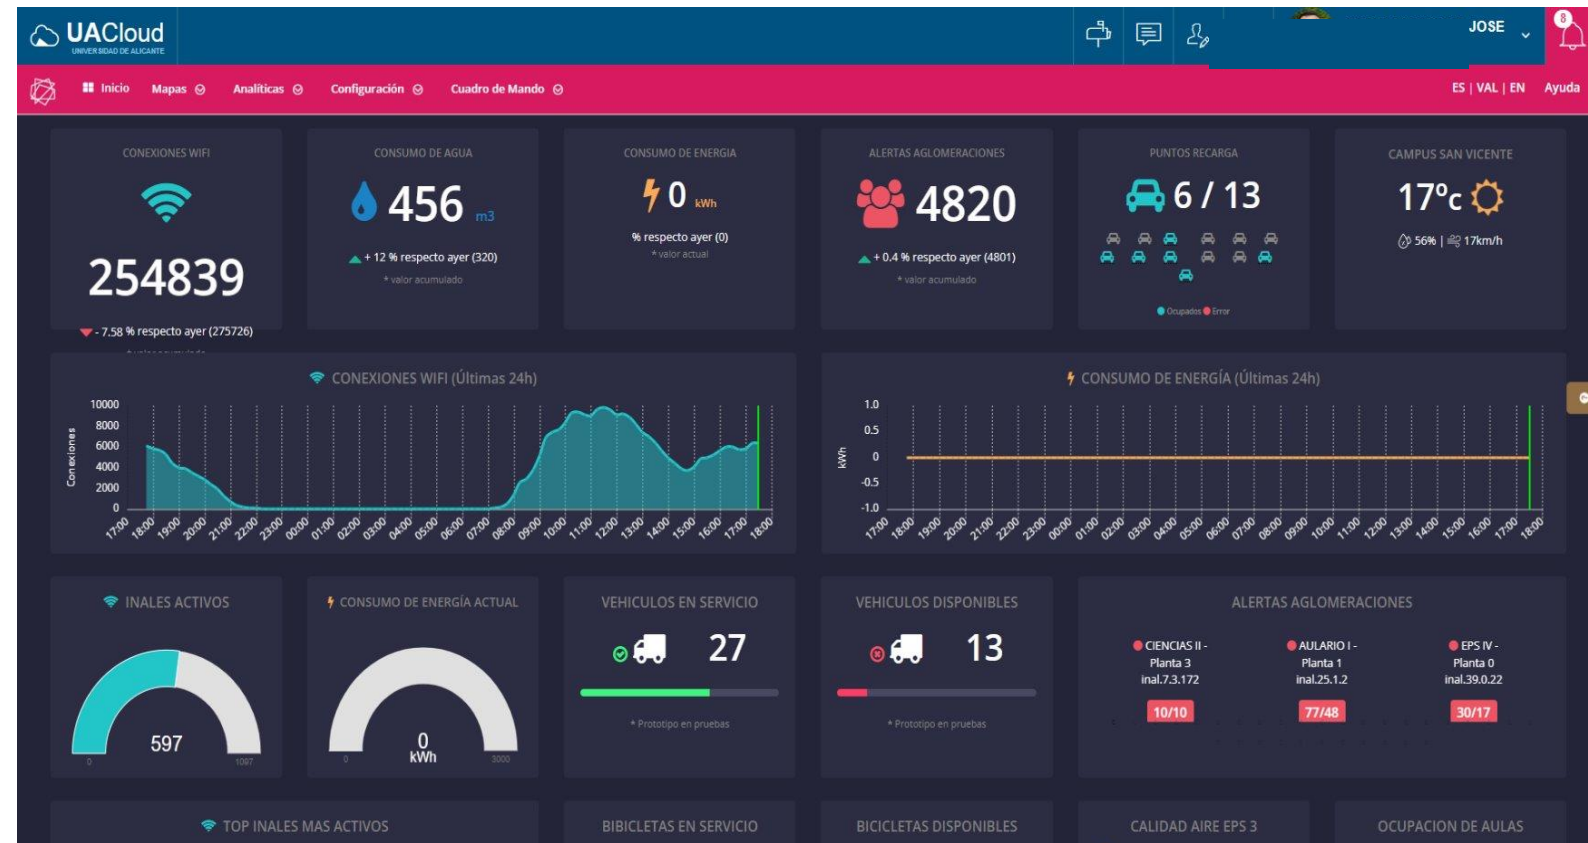 UACloud
UNIVERSIDAD DE ALICANTE
JOSE
8
Inicio Mapas Analíticas Configuración Cuadro de Mando
ES | VAL | EN Ayuda
CONEXIONES WIFI
254839
- 7.58 % respecto ayer (275726)
CONSUMO DE AGUA
456 m3
+ 12 % respecto ayer (320)
* valor acumulado
CONSUMO DE ENERGIA
0 kWh
% respecto ayer (0)
* valor actual
ALERTAS AGLOMERACIONES
4820
+ 0.4 % respecto ayer (4801)
* valor acumulado
PUNTOS RECARGA
6 / 13
Ocupados Error
CAMPUS SAN VICENTE
17ºc
56% | 17km/h
CONEXIONES WIFI (Últimas 24h)
Conexiones
10000
8000
6000
4000
2000
0
17:00 18:00 19:00 20:00 21:00 22:00 23:00 00:00 01:00 02:00 03:00 04:00 05:00 06:00 07:00 08:00 09:00 10:00 11:00 12:00 13:00 14:00 15:00 16:00 17:00 18:00
CONSUMO DE ENERGÍA (Últimas 24h)
kWh
1.0
0.5
0
-0.5
-1.0
17:00 18:00 19:00 20:00 21:00 22:00 23:00 00:00 01:00 02:00 03:00 04:00 05:00 06:00 07:00 08:00 09:00 10:00 11:00 12:00 13:00 14:00 15:00 16:00 17:00 18:00
INALES ACTIVOS
597
0 1097
CONSUMO DE ENERGÍA ACTUAL
0
kWh
0 3000
VEHICULOS EN SERVICIO
27
* Prototipo en pruebas
VEHICULOS DISPONIBLES
13
* Prototipo en pruebas
ALERTAS AGLOMERACIONES
CIENCIAS II -
Planta 3
inal.7.3.172
10/10
AULARIO I -
Planta 1
inal.25.1.2
77/48
EPS IV -
Planta 0
inal.39.0.22
30/17
TOP INALES MAS ACTIVOS
BIBICLETAS EN SERVICIO
BICICLETAS DISPONIBLES
CALIDAD AIRE EPS 3
OCUPACION DE AULAS